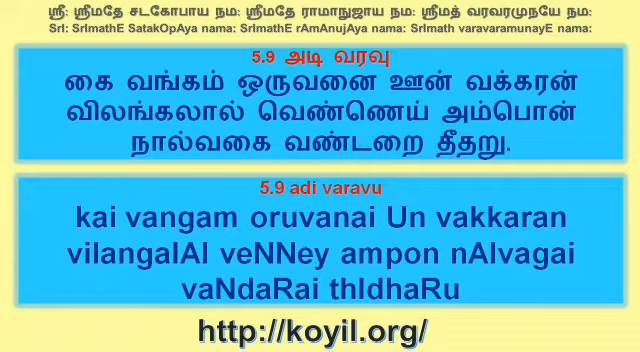 ஸ்ரீ: ஸ்ரீமதே சடகோபாய நம: ஸ்ரீமதே ராமாநுஜாய நம: ஸ்ரீமத் வரவரமுநயே நம:
SrI: SrImathE SatakOpAya nama: SrImathE rAmAnujAya nama: SrImath varavaramunayE nama:
5.9 அடி வரவு
கை வங்கம் ஒருவனை ஊன் வக்கரன்
விலங்கலால் வெண்ணெய் அம்பொன்
நால்வகை வண்டறை தீதறு.
5.9 adi varavu
kai vangam oruvanai Un vakkaran
vilangalAl veNNey ampon nAlvagai
vaNdaRai thIdhaRu
http://koyil.org/